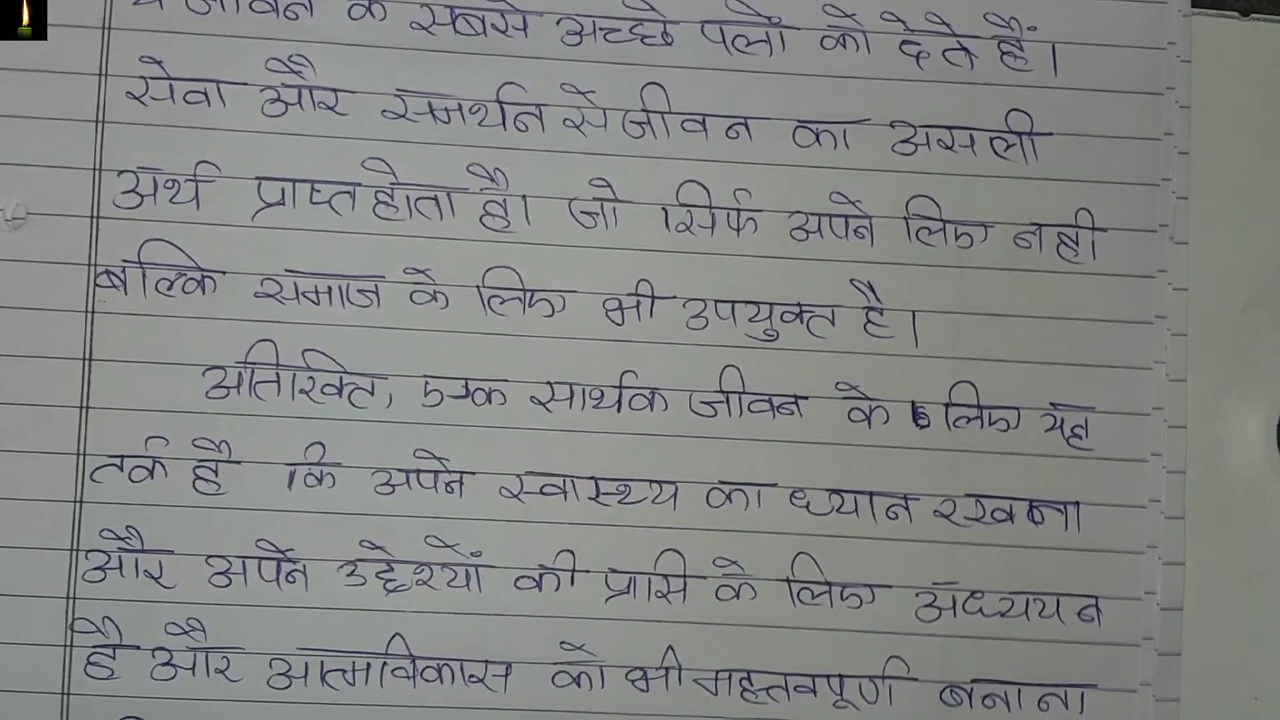 ये जीवन के सबसे अच्छे पलों को देते हैं।
सेवा और समर्थन से जीवन का असली
अर्थ प्राप्त होता है। जो सिर्फ अपने लिए नही
बल्कि समाज के लिए भी उपयुक्त है।
अतिरिक्त, एक सार्थक जीवन के लिए यह
तर्क है कि अपने स्वास्थ्य का ध्यान रखना
और अपने उद्देश्यों की प्राप्ति के लिए अध्ययन
है और आत्मविकास को भी महत्तवपूर्ण बनाना